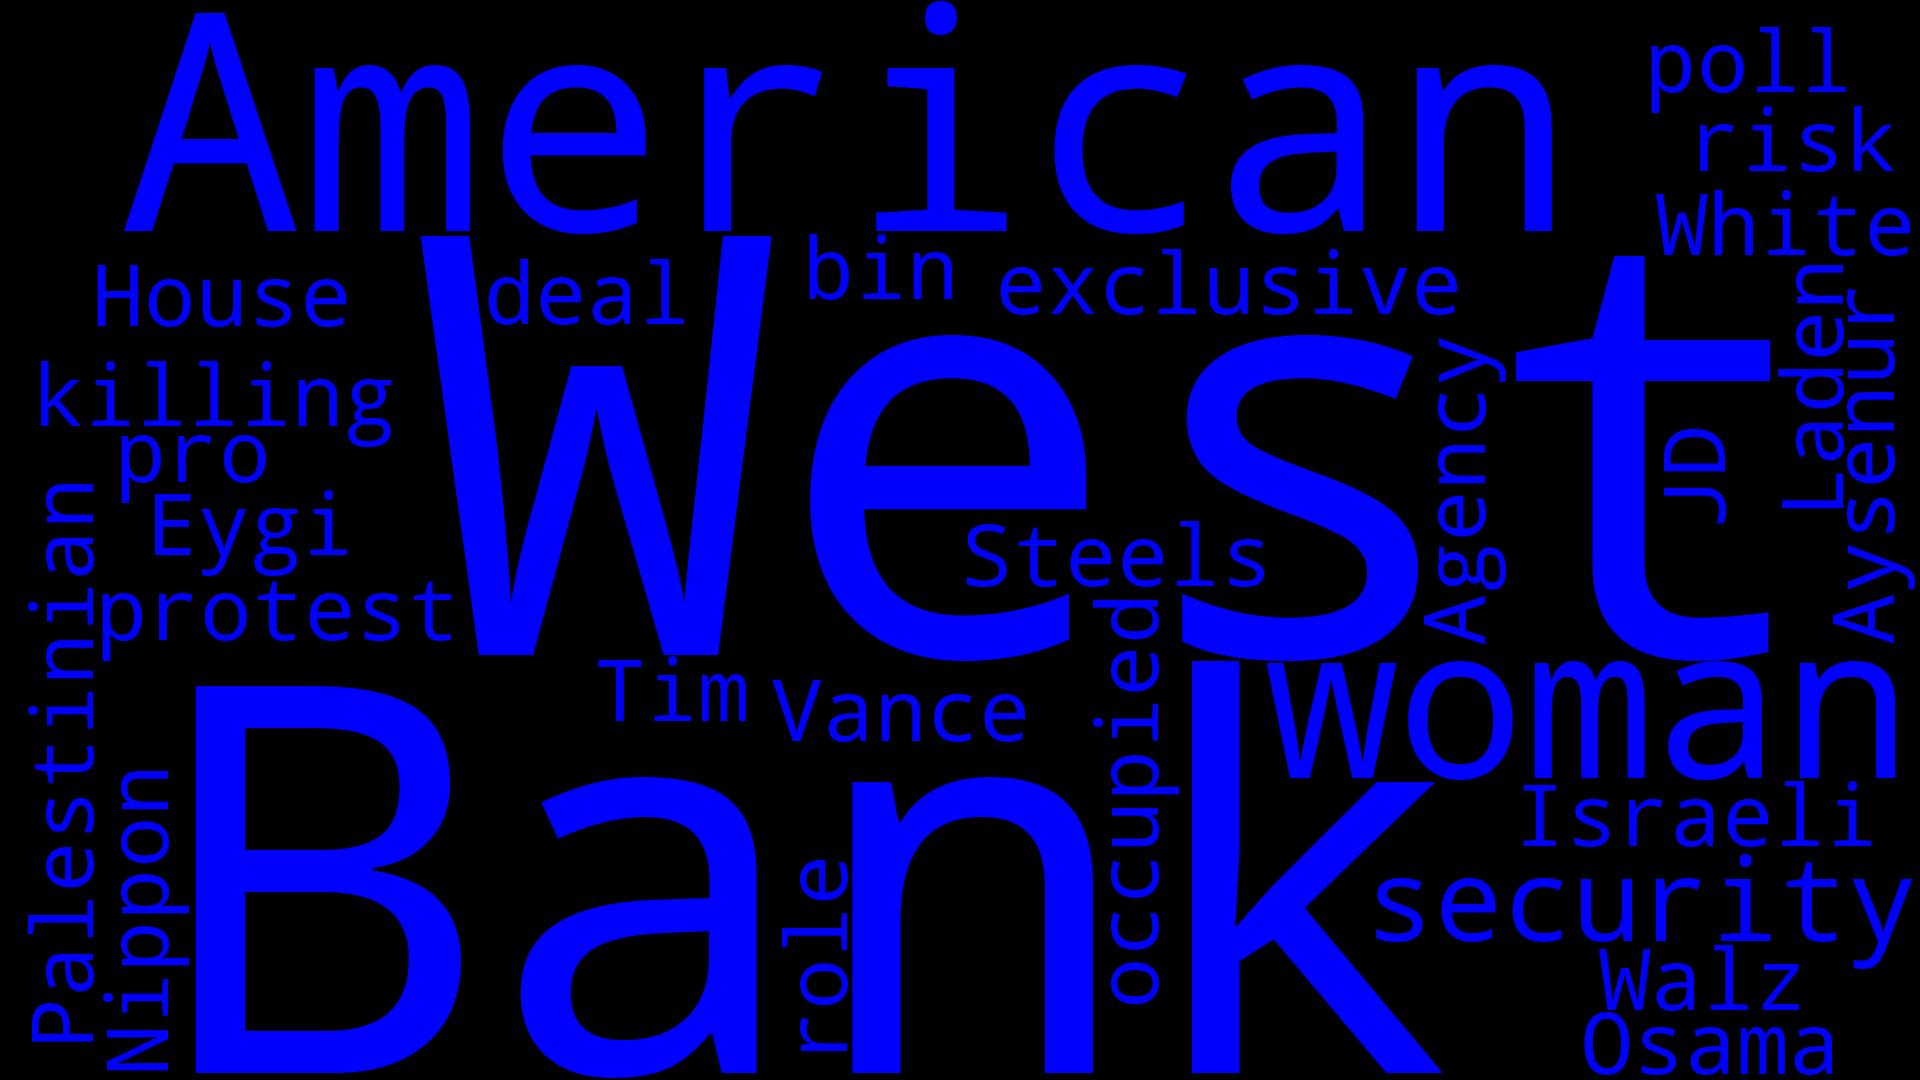 American
poll
risk
White
House
deal
bin
exclusive
West
killing
pro
Eygi
protest
Steels
Agency
JD
Laden
Aysenur
Palestinian
Nippon
Tim
Vance
occupied
woman
Bank
role
Israeli
security
Walz
Osama